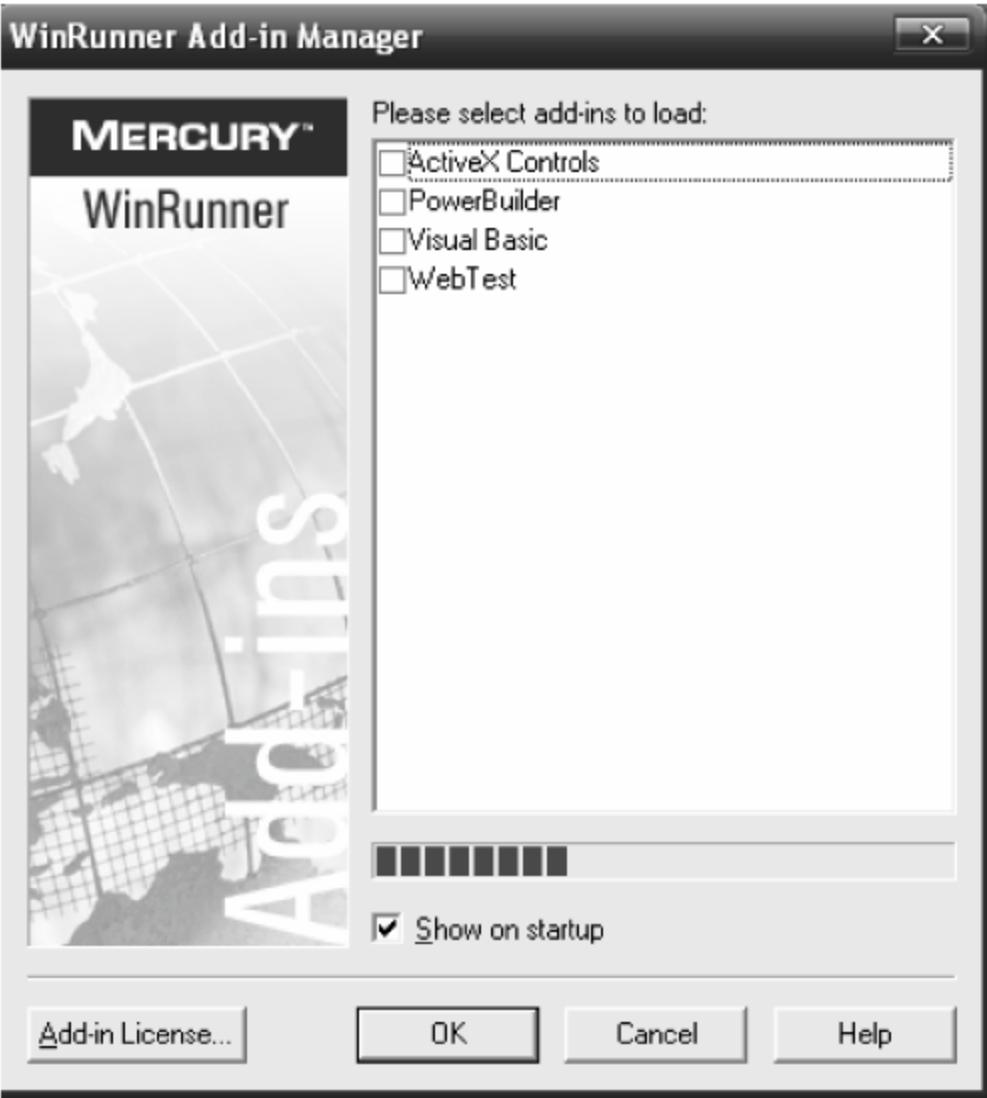 WinRunner Add-in Manager
MERCURY™
WinRunner
Add-ins
Please select add-ins to load:
ActiveX Controls
PowerBuilder
Visual Basic
WebTest
Show on startup
Add-in License...
OK
Cancel
Help